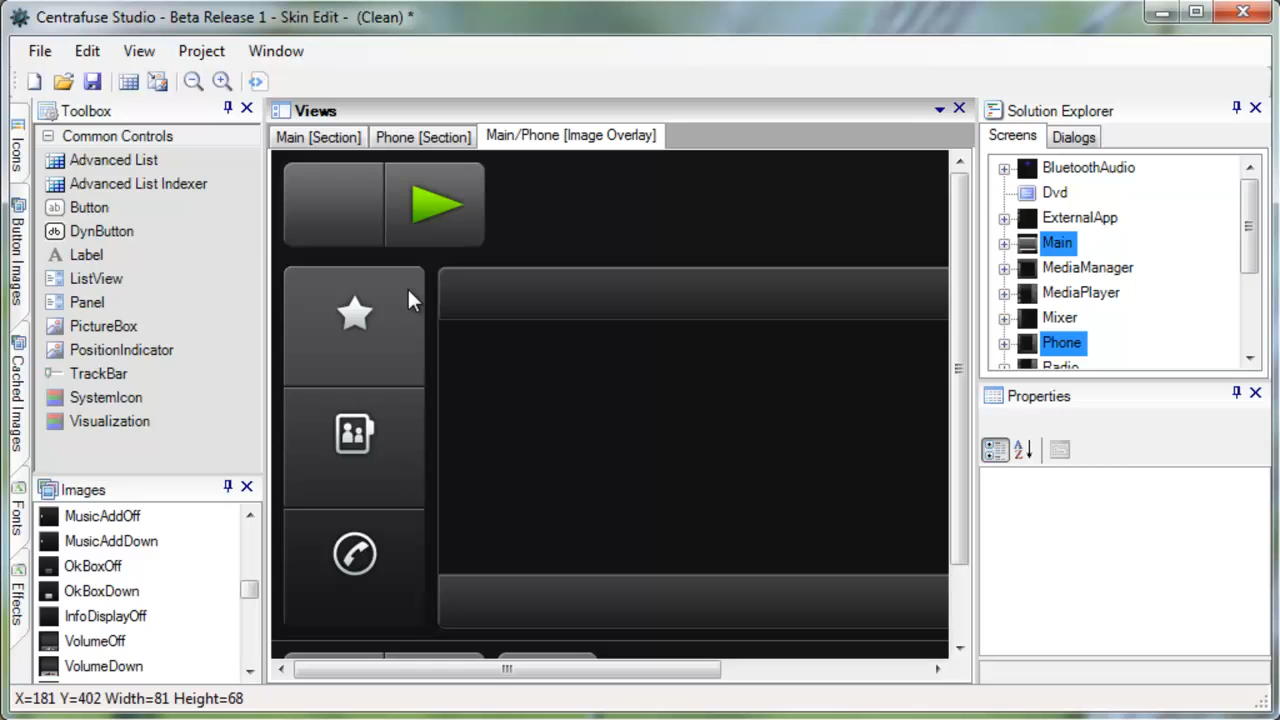 Centrafuse Studio - Beta Release 1 - Skin Edit - (Clean) *
File Edit View Project Window
Toolbox
Common Controls
Advanced List
Advanced List Indexer
Button
DynButton
Label
ListView
Panel
PictureBox
PositionIndicator
TrackBar
SystemIcon
Visualization
Icons
Button Images
Cached Images
Fonts
Effects
Images
MusicAddOff
MusicAddDown
OkBoxOff
OkBoxDown
InfoDisplayOff
VolumeOff
VolumeDown
Views
Main [Section] Phone [Section] Main/Phone [Image Overlay]
Solution Explorer
Screens Dialogs
BluetoothAudio
Dvd
ExternalApp
Main
MediaManager
MediaPlayer
Mixer
Phone
Radio
Properties
X=181 Y=402 Width=81 Height=68